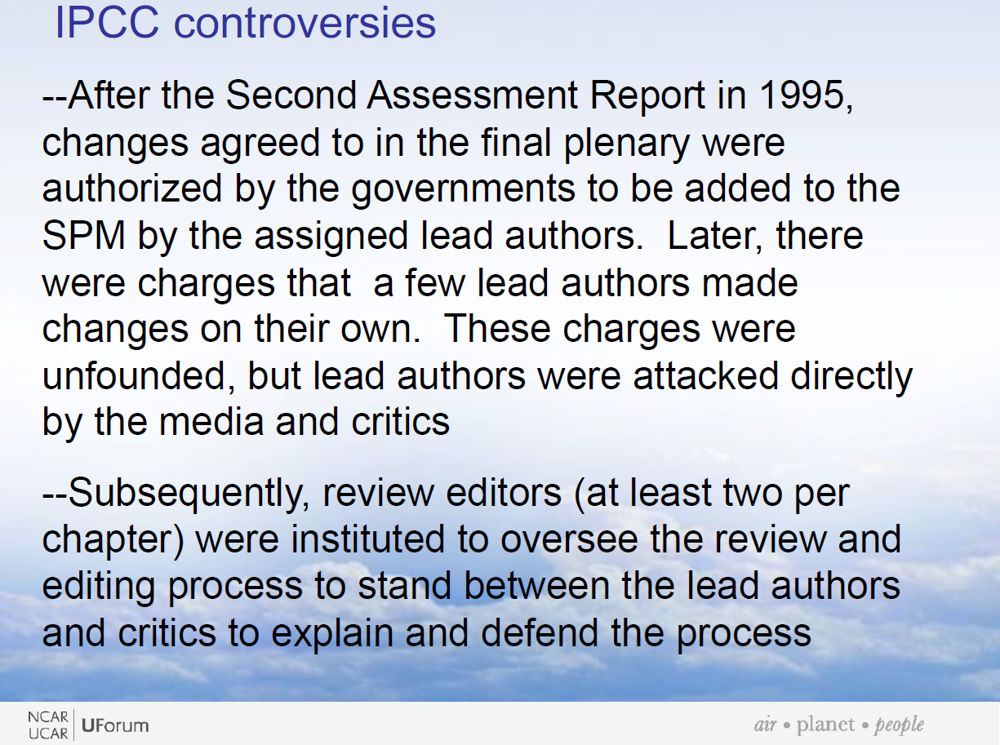 IPCC controversies
--After the Second Assessment Report in 1995,
changes agreed to in the final plenary were
authorized by the governments to be added to the
SPM by the assigned lead authors.  Later, there
were charges that  a few lead authors made
changes on their own.  These charges were
unfounded, but lead authors were attacked directly
by the media and critics
--Subsequently, review editors (at least two per
chapter) were instituted to oversee the review and
editing process to stand between the lead authors
and critics to explain and defend the process
NCAR
UCAR
UForum
air • planet • people